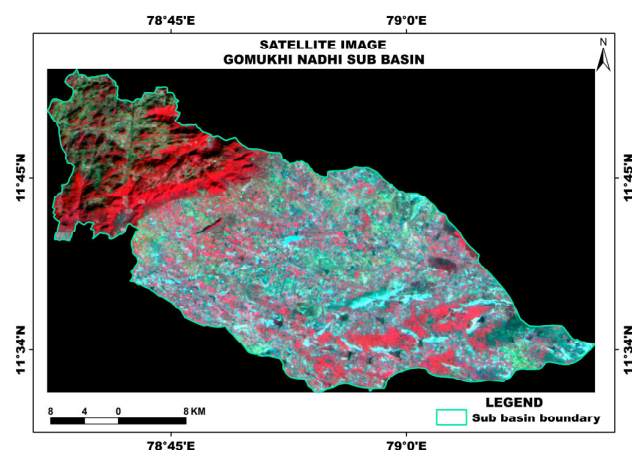 78°45'E 79°0'E
SATELLITE IMAGE
GOMUKHI NADHI SUB BASIN
N
11°45'N 11°45'N
11°34'N 11°34'N
LEGEND
Sub basin boundary
8 4 0 8 KM
78°45'E 79°0'E